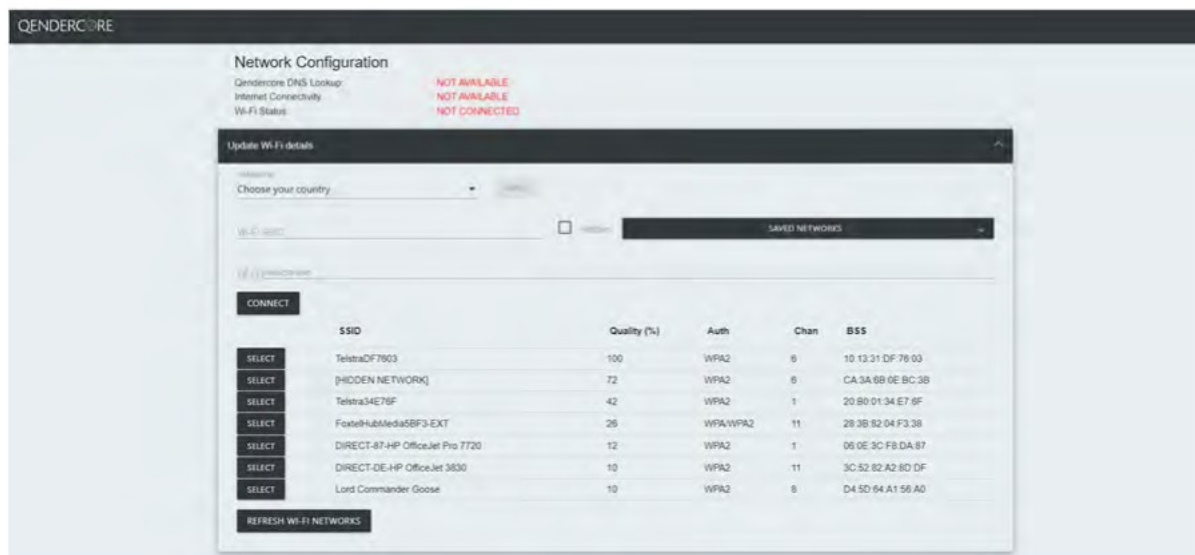 QENDERCORE
Network Configuration
Qendercore DNS Lookup: NOT AVAILABLE
Internet Connectivity NOT AVAILABLE
Wi-Fi Status NOT CONNECTED
Update Wi-Fi details
Choose your country
Wi-Fi SSID
Hidden SAVED NETWORKS
CONNECT
SSID Quality (%) Auth Chan BSS
SELECT TelstraDF7603 100 WPA2 6 10:13:31:DF:76:03
SELECT [HIDDEN NETWORK] 72 WPA2 6 CA:3A:6B:0E:BC:3B
SELECT Telstra34E76F 42 WPA2 1 20:B0:01:34:E7:6F
SELECT FoxtelHubMedia5BF3-EXT 26 WPA/WPA2 11 28:3B:82:04:F3:38
SELECT DIRECT-87-HP OfficeJet Pro 7720 12 WPA2 1 06:0E:3C:F8:DA:87
SELECT DIRECT-DE-HP OfficeJet 3830 10 WPA2 11 3C:52:82:A2:8D:DF
SELECT Lord Commander Goose 10 WPA2 8 D4:5D:64:A1:56:A0
REFRESH WI-FI NETWORKS